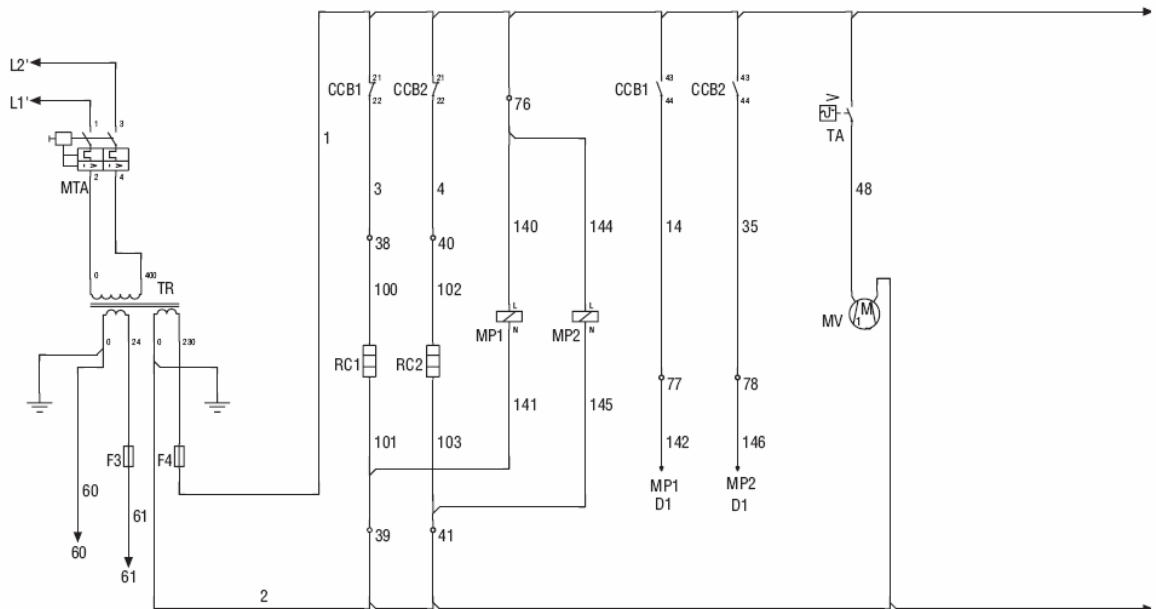 L2'
L1'
1 3
MTA
2 4
0 400
TR
0 24 0 230
F3 F4
60
61
60
61
1
2
CCB1
21
22
3
38
100
RC1
101
39
CCB2
21
22
4
40
102
RC2
103
41
76
140
L
MP1
N
141
144
L
MP2
N
145
CCB1
43
44
14
77
142
MP1
D1
CCB2
43
44
35
78
146
MP2
D1
V
TA
48
MV
M
1